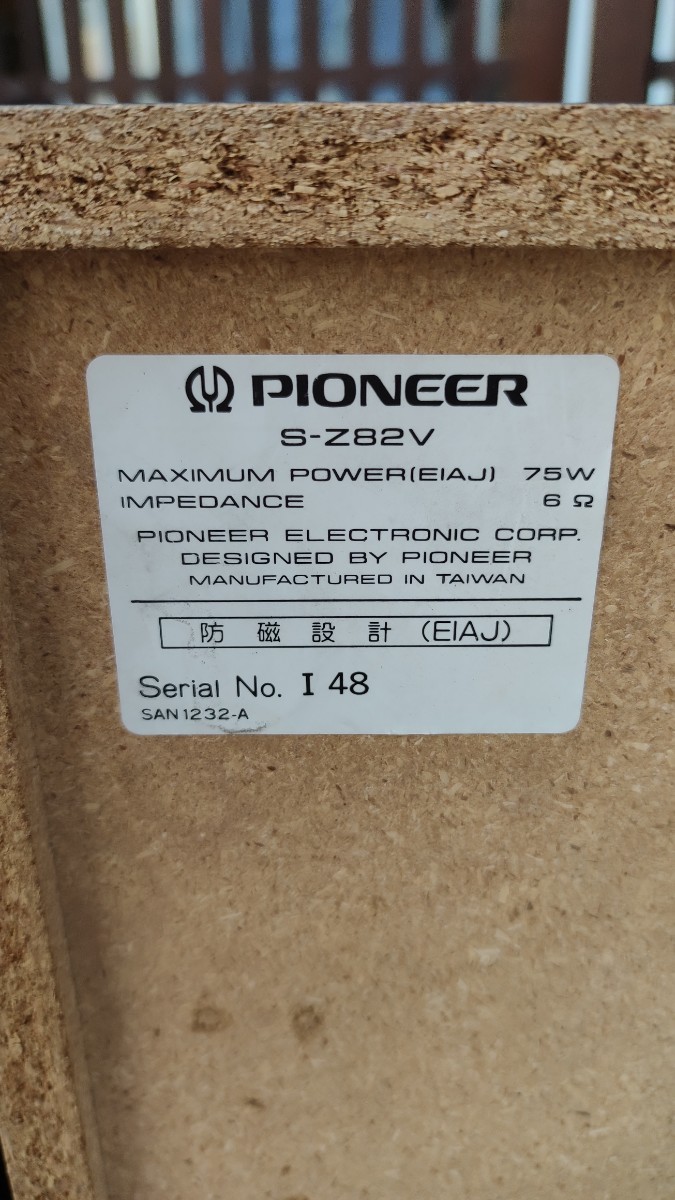 PIONEER
S-Z82V
MAXIMUM POWER(EIAJ) 75W
IMPEDANCE 6 Ω
PIONEER ELECTRONIC CORP.
DESIGNED BY PIONEER
MANUFACTURED IN TAIWAN
防磁設計 (EIAJ)
Serial No. I 48
SAN1232-A